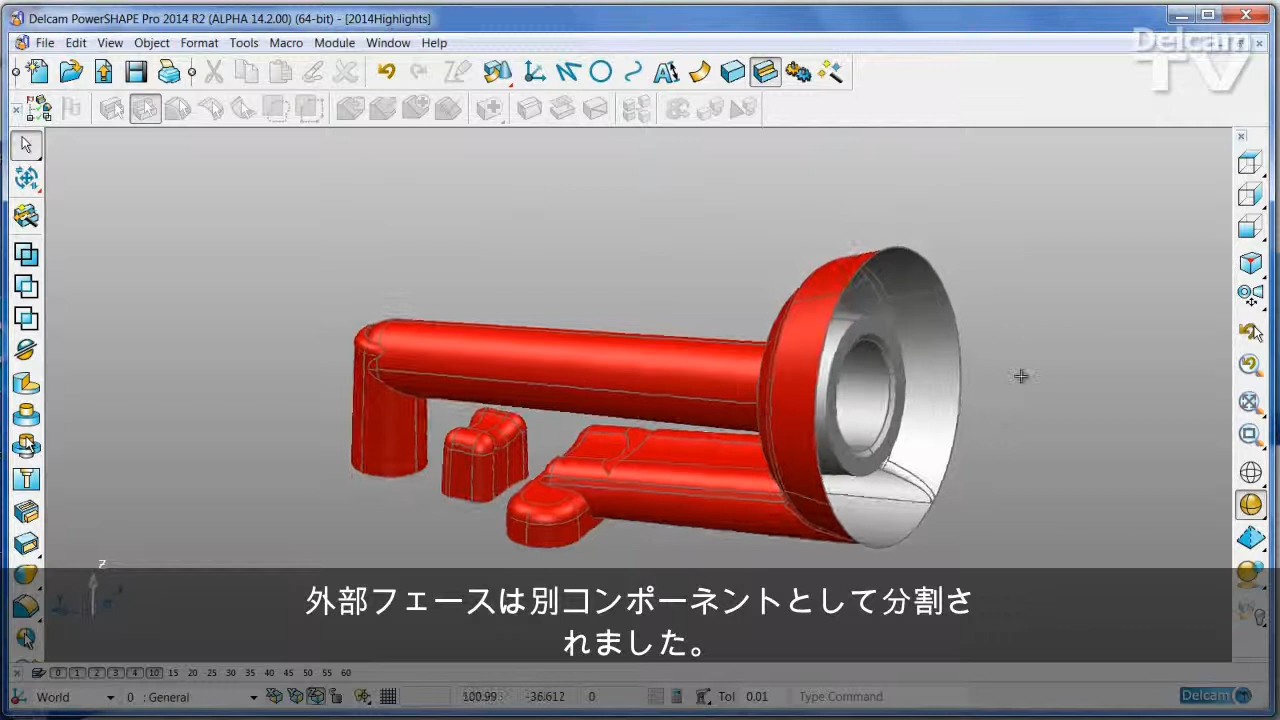 Delcam PowerSHAPE Pro 2014 R2 (ALPHA 14.2.00) (64-bit) - [2014Highlights]
File Edit View Object Format Tools Macro Module Window Help
Delcam
TV
z
外部フェースは別コンポーネントとして分割さ
れました。
0 1 2 3 4 10 15 20 25 30 35 40 45 50 55 60
World 0 : General 100.993 -36.612 0 Tol 0.01 Type Command Delcam